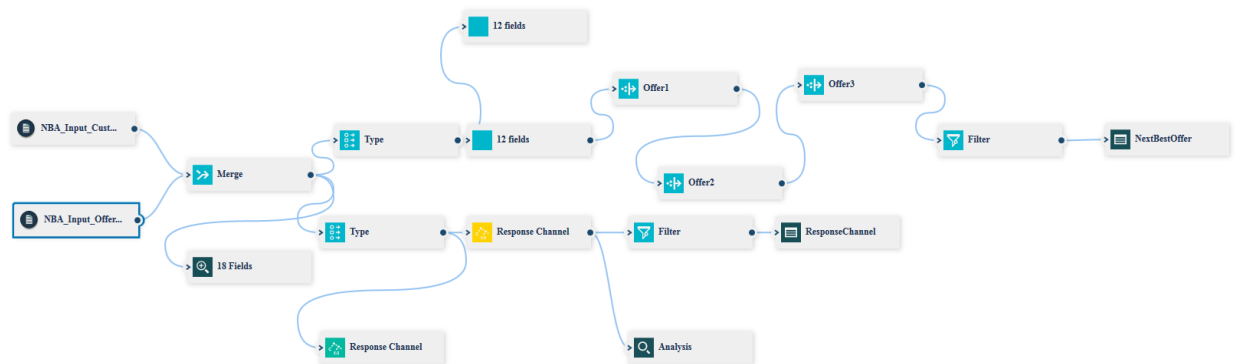 12 fields
Offer1
Offer3
NBA_Input_Cust...
Type
12 fields
Filter
NextBestOffer
Merge
Offer2
NBA_Input_Offer...
Type
Response Channel
Filter
ResponseChannel
18 Fields
Response Channel
Analysis